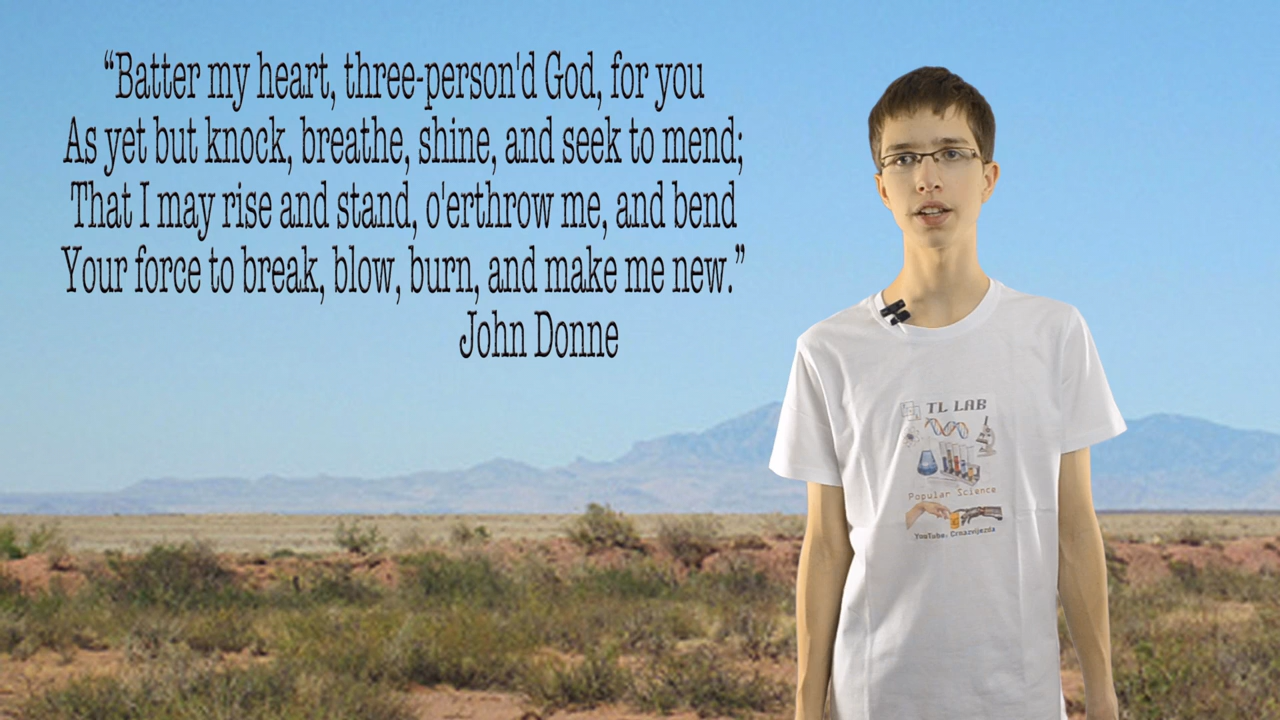 “Batter my heart, three-person'd God, for you
As yet but knock, breathe, shine, and seek to mend;
That I may rise and stand, o'erthrow me, and bend
Your force to break, blow, burn, and make me new.”
John Donne
TL LAB
Popular Science
YouTube: Crnazvijezda